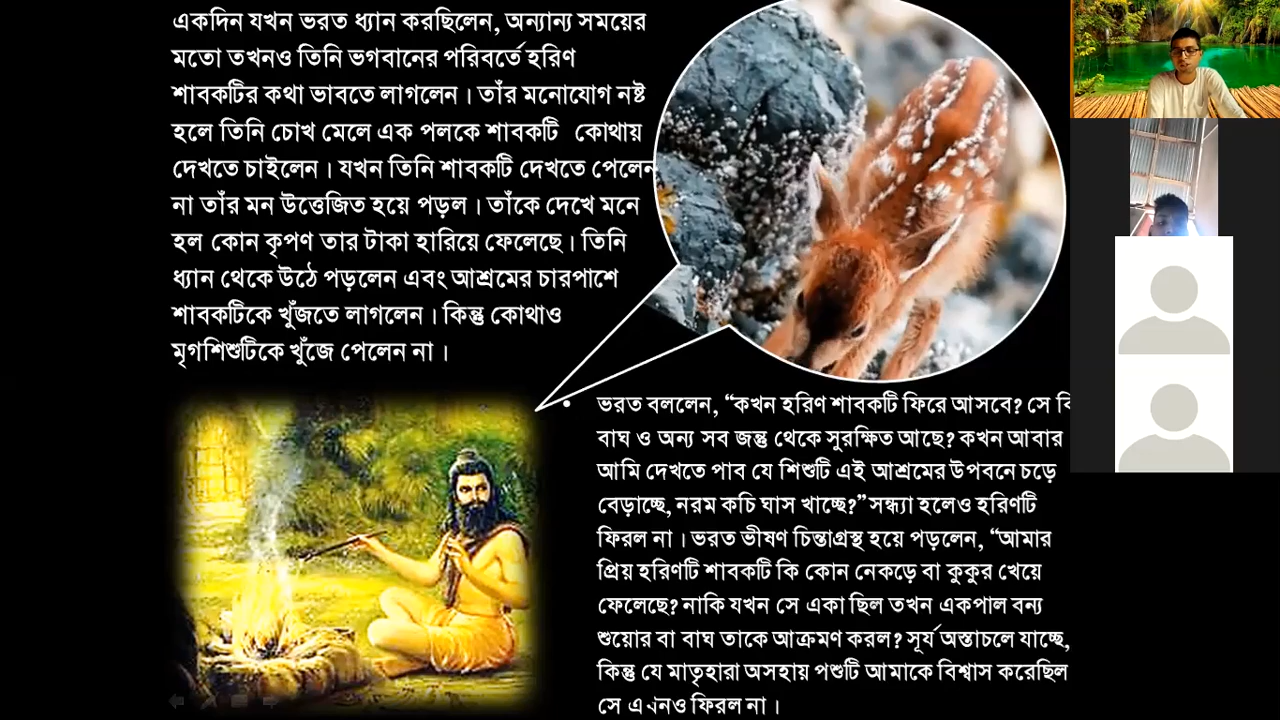 একদিন যখন ভরত ধ্যান করছিলেন, অন্যান্য সময়ের
মতো তখনও তিনি ভগবানের পরিবর্তে হরিণ
শাবকটির কথা ভাবতে লাগলেন। তাঁর মনোযোগ নষ্ট
হলে তিনি চোখ মেলে এক পলকে শাবকটি কোথায়
দেখতে চাইলেন। যখন তিনি শাবকটি দেখতে পেলেন
না তাঁর মন উত্তেজিত হয়ে পড়ল। তাঁকে দেখে মনে
হল কোন কৃপণ তার টাকা হারিয়ে ফেলেছে। তিনি
ধ্যান থেকে উঠে পড়লেন এবং আশ্রমের চারপাশে
শাবকটিকে খুঁজতে লাগলেন। কিন্তু কোথাও
মৃগশিশুটিকে খুঁজে পেলেন না।
• ভরত বললেন, “কখন হরিণ শাবকটি ফিরে আসবে? সে
বাঘ ও অন্য সব জন্তু থেকে সুরক্ষিত আছে? কখন আবার
আমি দেখতে পাব যে শিশুটি এই আশ্রমের উপবনে চড়ে
বেড়াচ্ছে, নরম কচি ঘাস খাচ্ছে?” সন্ধ্যা হলেও হরিণটি
ফিরল না। ভরত ভীষণ চিন্তাগ্রস্থ হয়ে পড়লেন, “আমার
প্রিয় হরিণটি শাবকটি কি কোন নেকড়ে বা কুকুর খেয়ে
ফেলেছে? নাকি যখন সে একা ছিল তখন একপাল বন্য
শুয়োর বা বাঘ তাকে আক্রমণ করল? সূর্য অস্তাচলে যাচ্ছে,
কিন্তু যে মাতৃহারা অসহায় পশুটি আমাকে বিশ্বাস করেছিল
সে এখনও ফিরল না।